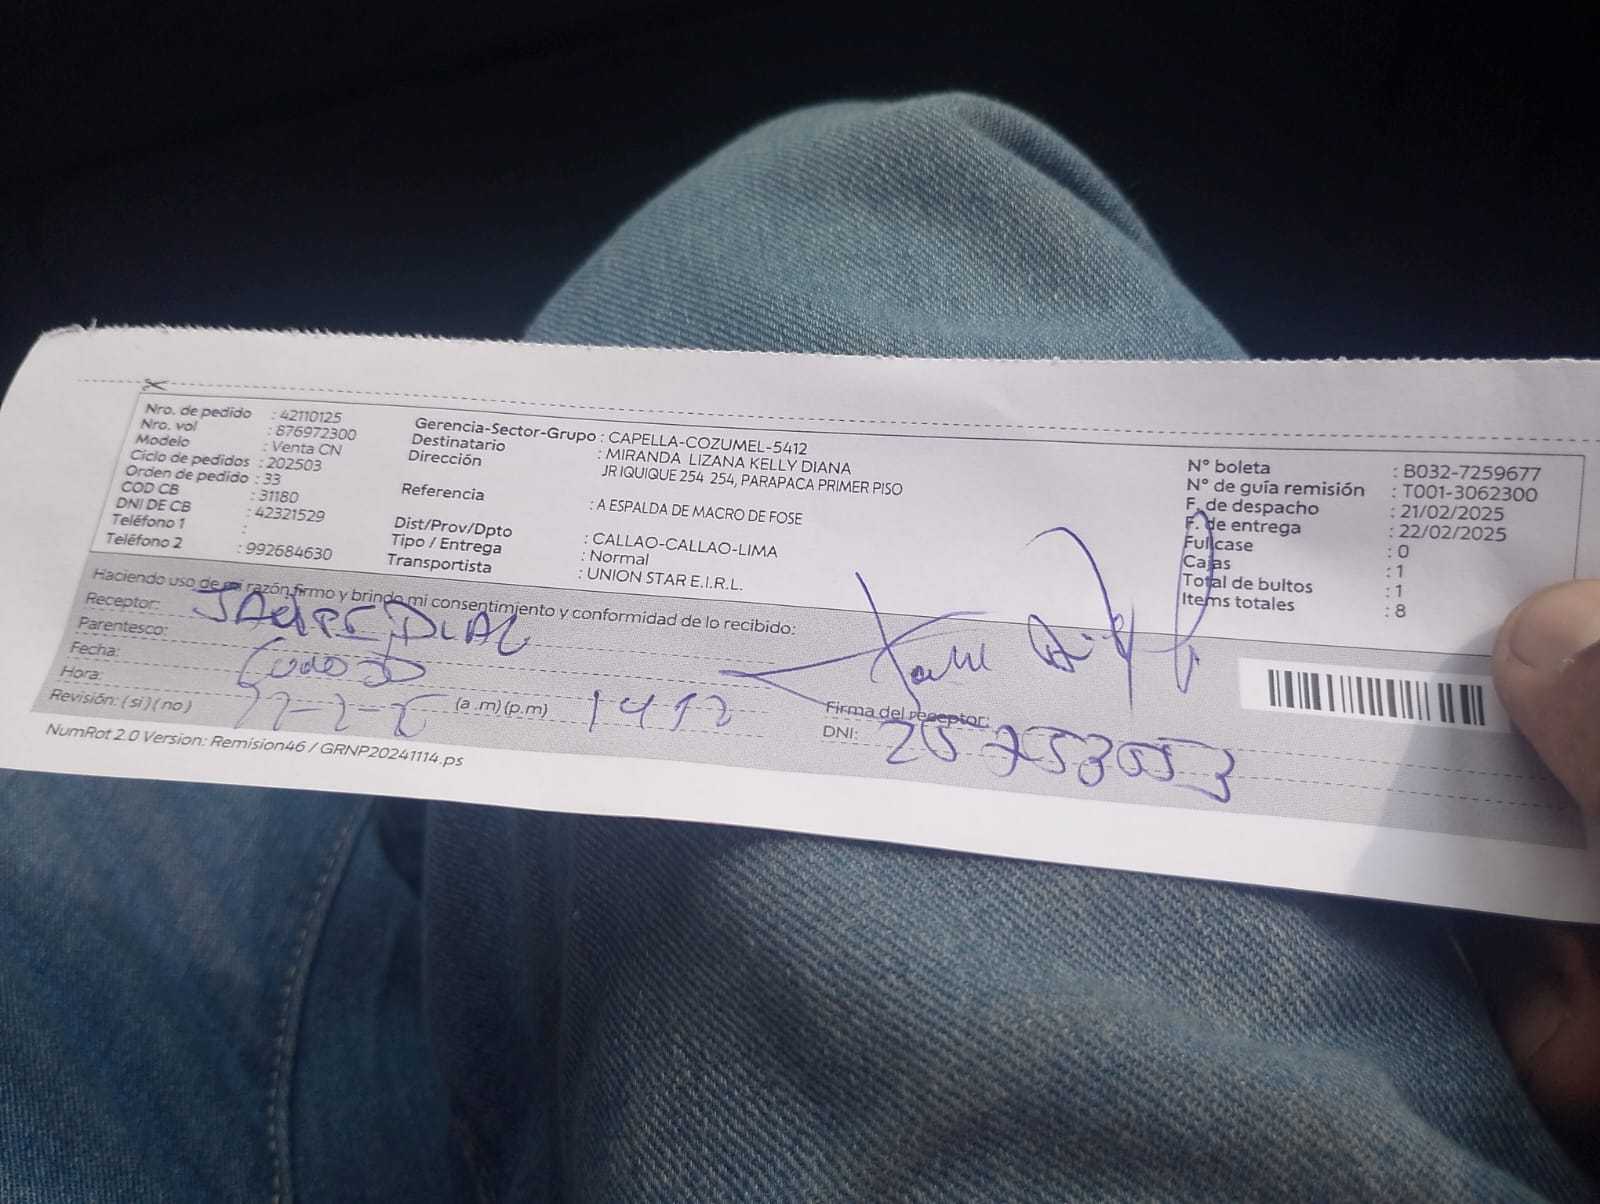 Nro. de pedido : 42110125
Nro. vol : 876972300
Modelo : Venta CN
Ciclo de pedidos : 202503
Orden de pedido : 33
COD CB : 31180
DNI DE CB : 42321529
Teléfono 1 :
Teléfono 2 : 992684630
Gerencia-Sector-Grupo : CAPELLA-COZUMEL-5412
Destinatario : MIRANDA LIZANA KELLY DIANA
Dirección JR IQUIQUE 254 254, PARAPACA PRIMER PISO
Referencia : A ESPALDA DE MACRO DE FOSE
Dist/Prov/Dpto : CALLAO-CALLAO-LIMA
Tipo / Entrega : Normal
Transportista : UNION STAR E.I.R.L.
N° boleta : B032-7259677
N° de guía remisión : T001-3062300
F. de despacho : 21/02/2025
F. de entrega : 22/02/2025
Full case : 0
Cajas : 1
Total de bultos : 1
Items totales : 8
Haciendo uso de mi razón firmo y brindo mi consentimiento y conformidad de lo recibido:
Receptor:
Parentesco:
Fecha:
Hora: (a .m) (p.m)
Revisión: ( si ) ( no )
Firma del receptor:
DNI: 25753053
NumRot 2.0 Version: Remision46 / GRNP20241114.ps